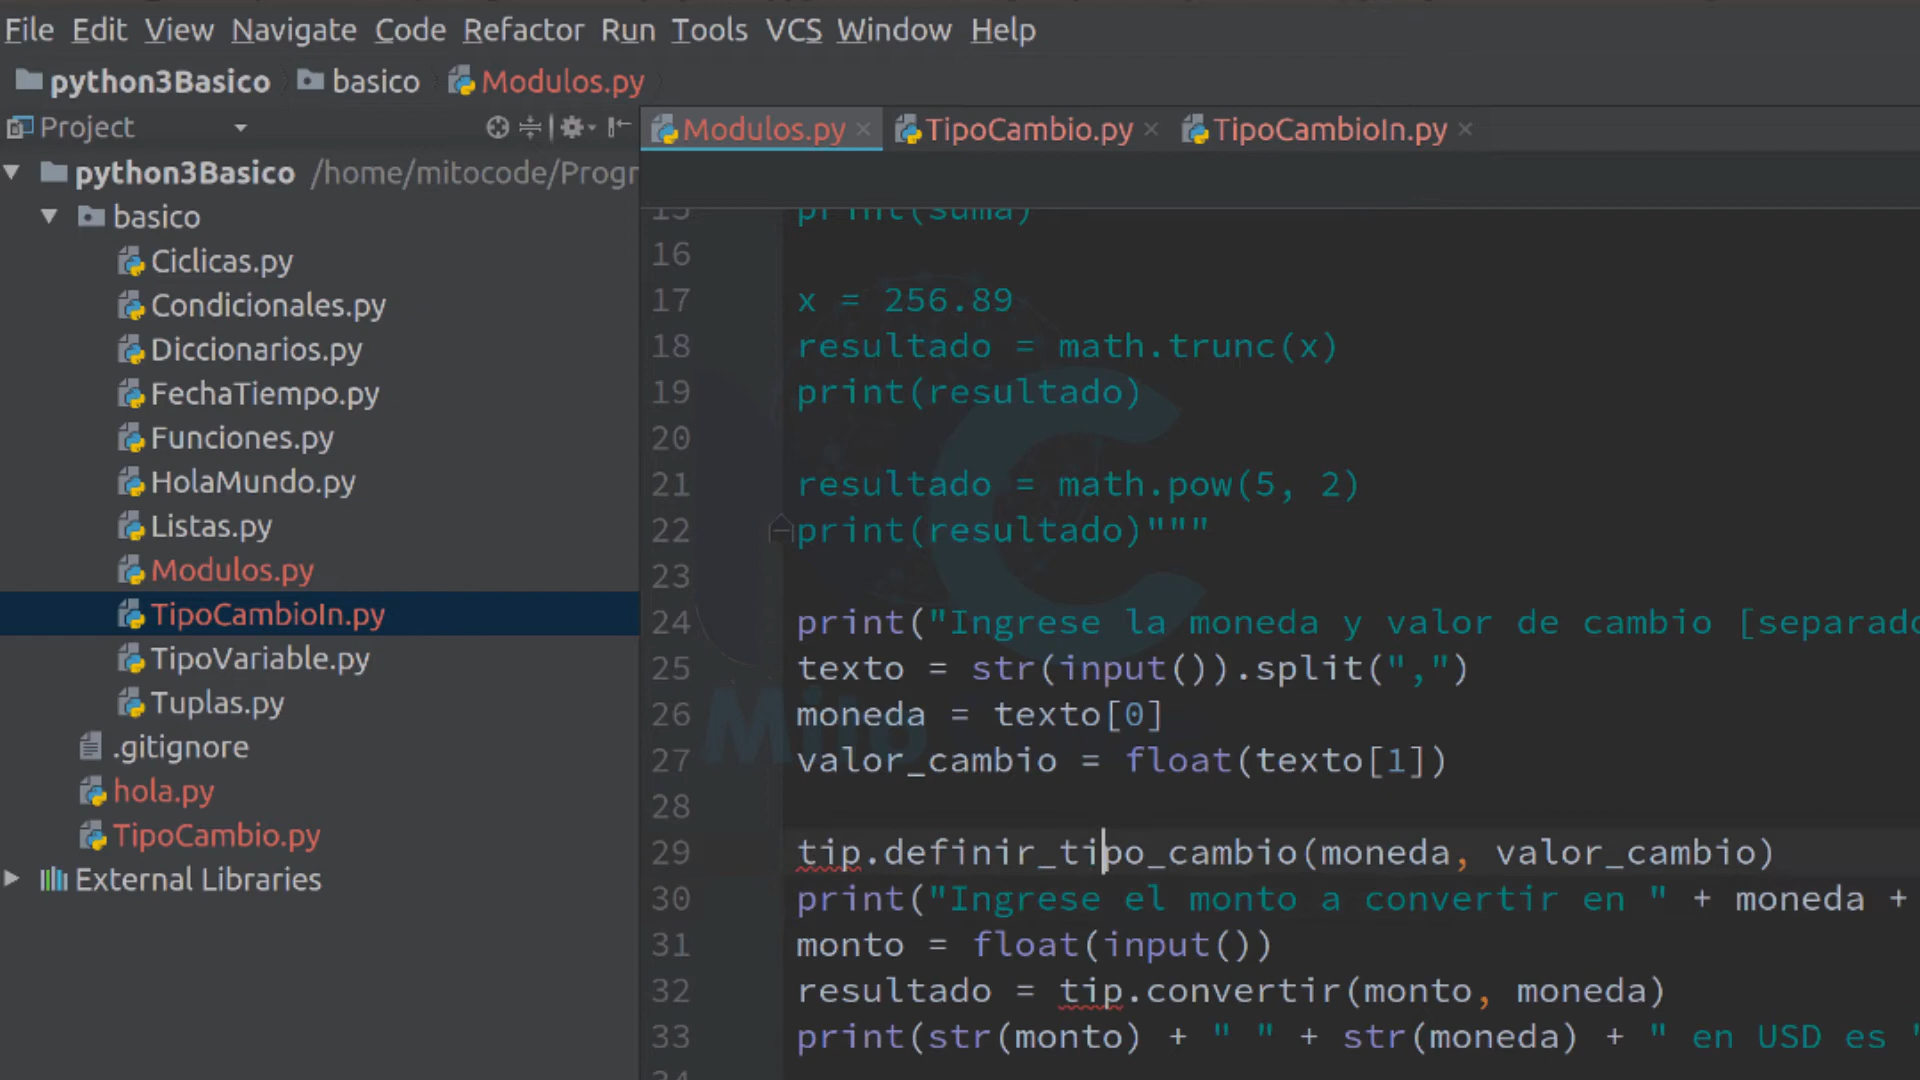 File Edit View Navigate Code Refactor Run Tools VCS Window Help
python3Basico basico Modulos.py
Project
Modulos.py TipoCambio.py TipoCambioIn.py
python3Basico /home/mitocode/Progr
basico
Ciclicas.py
Condicionales.py
Diccionarios.py
FechaTiempo.py
Funciones.py
HolaMundo.py
Listas.py
Modulos.py
TipoCambioIn.py
TipoVariable.py
Tuplas.py
.gitignore
hola.py
TipoCambio.py
External Libraries
15 print(suma)
16
17 x = 256.89
18 resultado = math.trunc(x)
19 print(resultado)
20
21 resultado = math.pow(5, 2)
22 print(resultado)"""
23
24 print("Ingrese la moneda y valor de cambio [separado
25 texto = str(input()).split(",")
26 moneda = texto[0]
27 valor_cambio = float(texto[1])
28
29 tip.definir_tipo_cambio(moneda, valor_cambio)
30 print("Ingrese el monto a convertir en " + moneda +
31 monto = float(input())
32 resultado = tip.convertir(monto, moneda)
33 print(str(monto) + " " + str(moneda) + " en USD es "
34